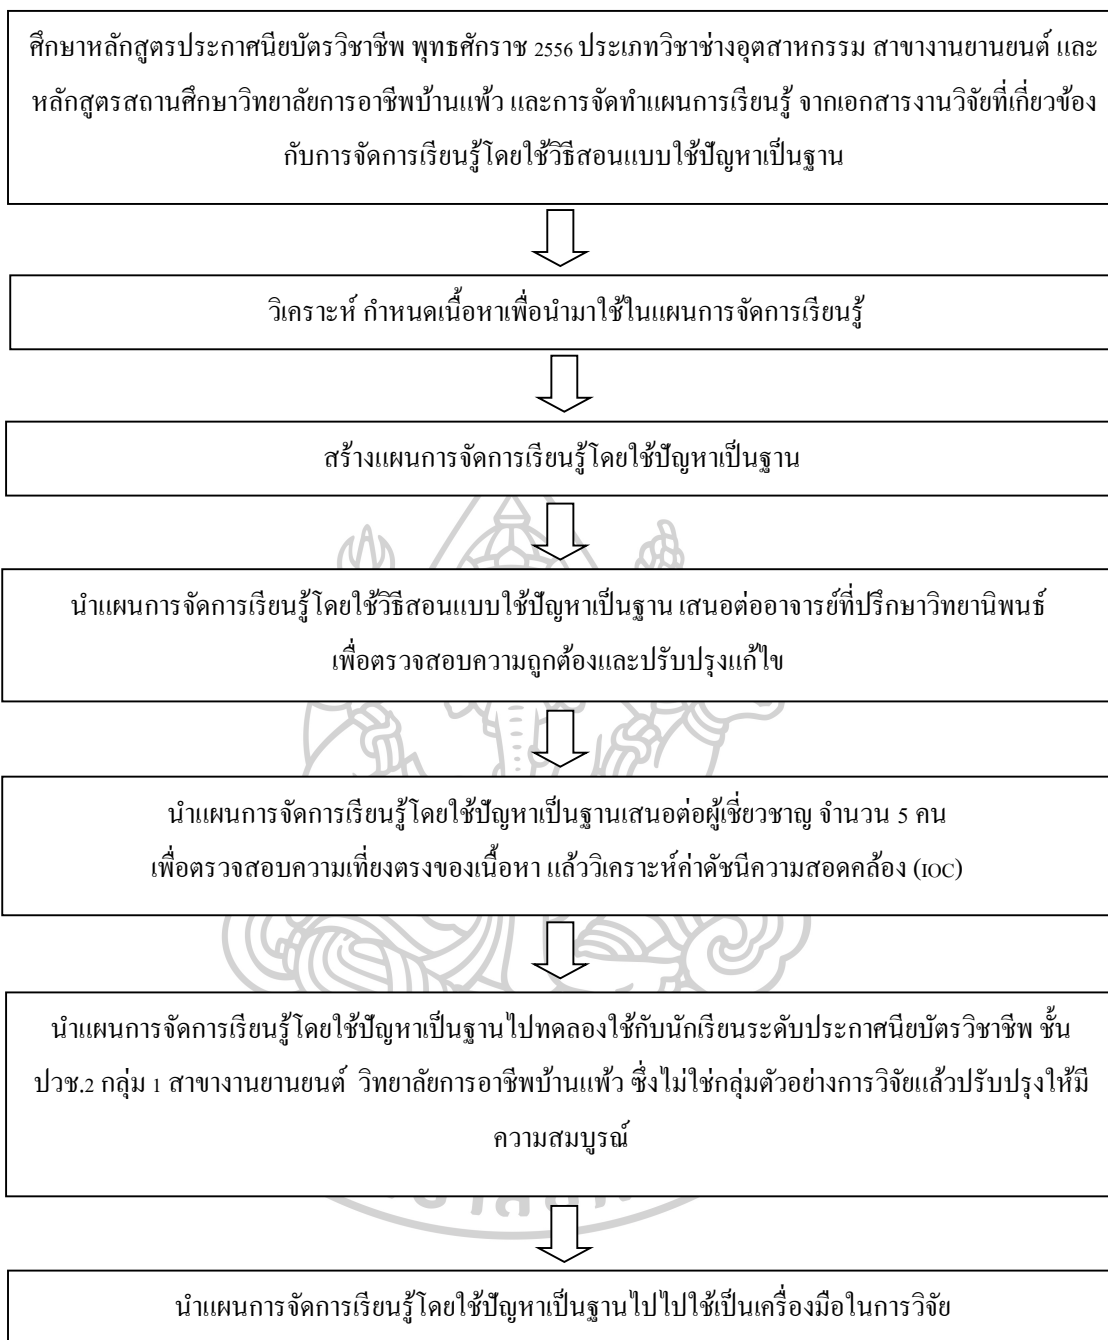 ศึกษาหลักสูตรประกาศนียบัตรวิชาชีพ พุทธศักราช 2556 ประเภทวิชาช่างอุตสาหกรรม สาขางานยานยนต์ และ
หลักสูตรสถานศึกษาวิทยาลัยการอาชีพบ้านแพ้ว และการจัดทำแผนการเรียนรู้ จากเอกสารงานวิจัยที่เกี่ยวข้อง
กับการจัดการเรียนรู้โดยใช้วิธีสอนแบบใช้ปัญหาเป็นฐาน
วิเคราะห์ กำหนดเนื้อหาเพื่อนำมาใช้ในแผนการจัดการเรียนรู้
สร้างแผนการจัดการเรียนรู้โดยใช้ปัญหาเป็นฐาน
นำแผนการจัดการเรียนรู้โดยใช้วิธีสอนแบบใช้ปัญหาเป็นฐาน เสนอต่ออาจารย์ที่ปรึกษาวิทยานิพนธ์
เพื่อตรวจสอบความถูกต้องและปรับปรุงแก้ไข
นำแผนการจัดการเรียนรู้โดยใช้ปัญหาเป็นฐานเสนอต่อผู้เชี่ยวชาญ จำนวน 5 คน
เพื่อตรวจสอบความเที่ยงตรงของเนื้อหา แล้ววิเคราะห์ค่าดัชนีความสอดคล้อง (IOC)
นำแผนการจัดการเรียนรู้โดยใช้ปัญหาเป็นฐานไปทดลองใช้กับนักเรียนระดับประกาศนียบัตรวิชาชีพ ชั้น
ปวช.2 กลุ่ม 1 สาขางานยานยนต์ วิทยาลัยการอาชีพบ้านแพ้ว ซึ่งไม่ใช่กลุ่มตัวอย่างการวิจัยแล้วปรับปรุงให้มี
ความสมบูรณ์
นำแผนการจัดการเรียนรู้โดยใช้ปัญหาเป็นฐานไปไปใช้เป็นเครื่องมือในการวิจัย